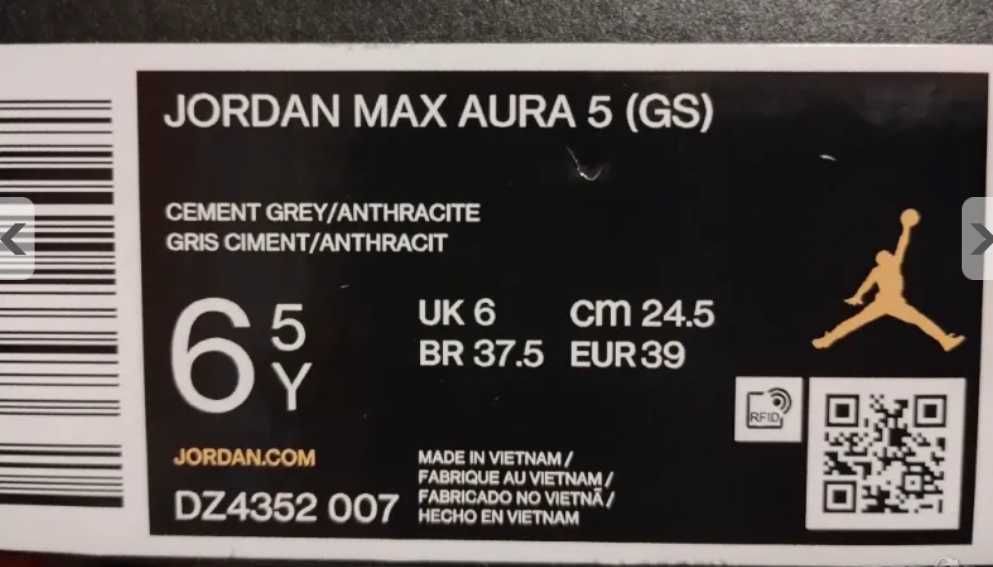 JORDAN MAX AURA 5 (GS)
CEMENT GREY/ANTHRACITE
GRIS CIMENT/ANTHRACIT
6 5 Y
UK 6 cm 24.5
BR 37.5 EUR 39
RFID
JORDAN.COM
DZ4352 007
MADE IN VIETNAM /
FABRIQUE AU VIETNAM /
FABRICADO NO VIETNÃ /
HECHO EN VIETNAM